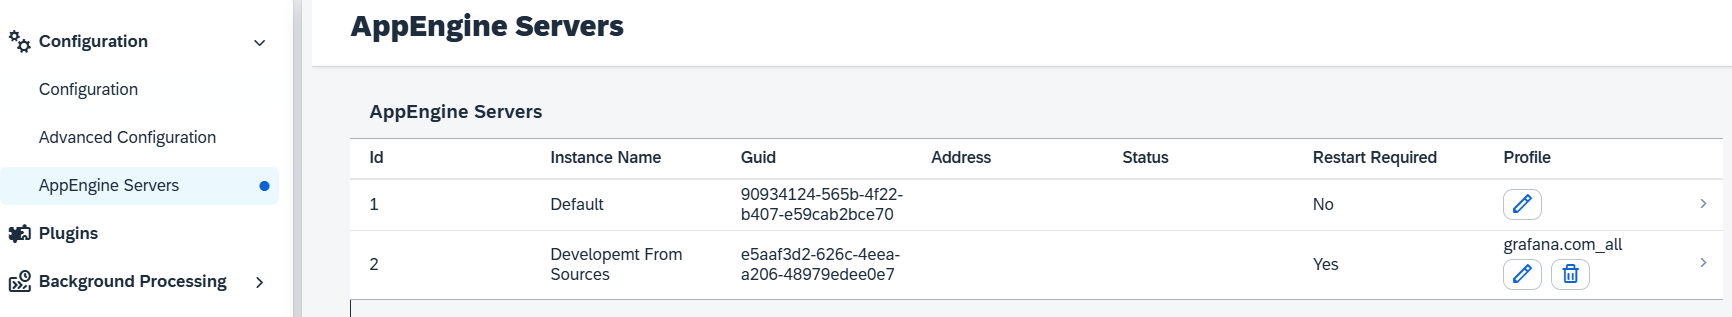 AppEngine Servers
Configuration
Configuration
Advanced Configuration
AppEngine Servers
Plugins
Background Processing
AppEngine Servers
Id Instance Name Guid Address Status Restart Required Profile
1 Default 90934124-565b-4f22-
b407-e59cab2bce70 No
2 Developemt From
Sources e5aaf3d2-626c-4eea-
a206-48979edee0e7 Yes grafana.com_all